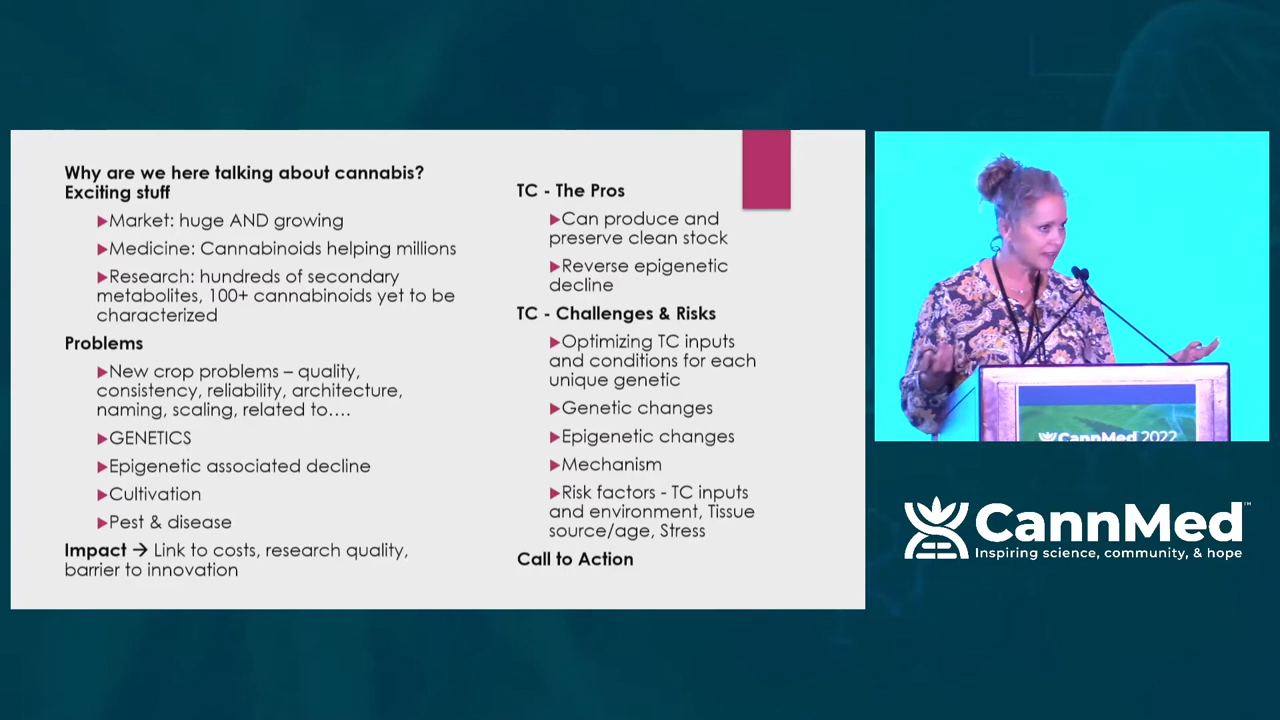 Why are we here talking about cannabis?
Exciting stuff
▶Market: huge AND growing
▶Medicine: Cannabinoids helping millions
▶Research: hundreds of secondary
metabolites, 100+ cannabinoids yet to be
characterized
Problems
▶New crop problems – quality,
consistency, reliability, architecture,
naming, scaling, related to….
▶GENETICS
▶Epigenetic associated decline
▶Cultivation
▶Pest & disease
Impact → Link to costs, research quality,
barrier to innovation
TC - The Pros
▶Can produce and
preserve clean stock
▶Reverse epigenetic
decline
TC - Challenges & Risks
▶Optimizing TC inputs
and conditions for each
unique genetic
▶Genetic changes
▶Epigenetic changes
▶Mechanism
▶Risk factors - TC inputs
and environment, Tissue
source/age, Stress
Call to Action
CannMed 2022
CannMed™
Inspiring science, community, & hope